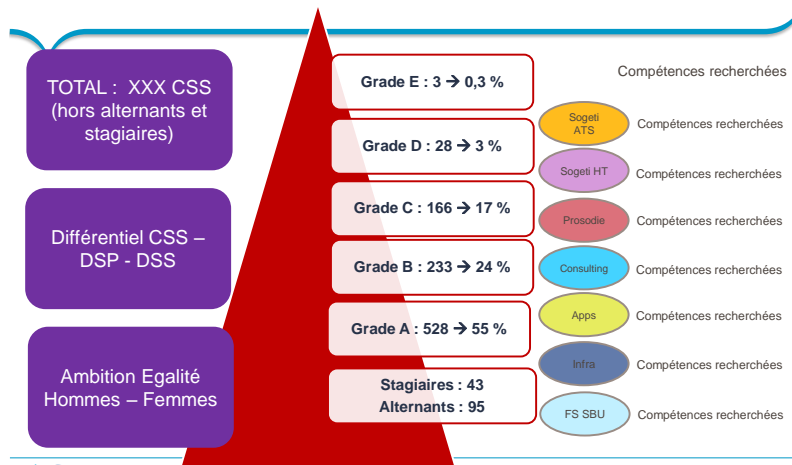 TOTAL : XXX CSS
(hors alternants et
stagiaires)
Différentiel CSS –
DSP - DSS
Ambition Egalité
Hommes – Femmes
Grade E : 3 → 0,3 %
Grade D : 28 → 3 %
Grade C : 166 → 17 %
Grade B : 233 → 24 %
Grade A : 528 → 55 %
Stagiaires : 43
Alternants : 95
Compétences recherchées
Sogeti
ATS
Compétences recherchées
Sogeti HT
Compétences recherchées
Prosodie
Compétences recherchées
Consulting
Compétences recherchées
Apps
Compétences recherchées
Infra
Compétences recherchées
FS SBU
Compétences recherchées